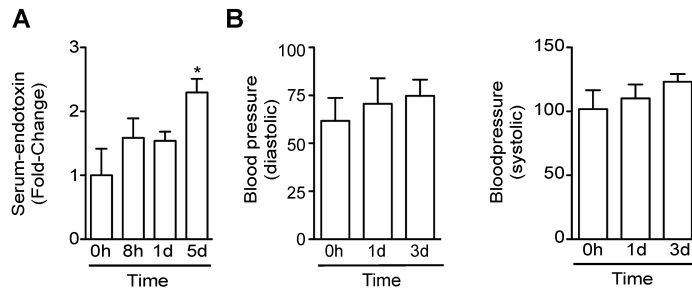 A
Serum-endotoxin
(Fold-Change)
3
2
1
0
*
0h 8h 1d 5d
Time
B
Blood pressure
(diastolic)
100
75
50
25
0
0h 1d 3d
Time
Bloodpressure
(systolic)
150
100
50
0
0h 1d 3d
Time